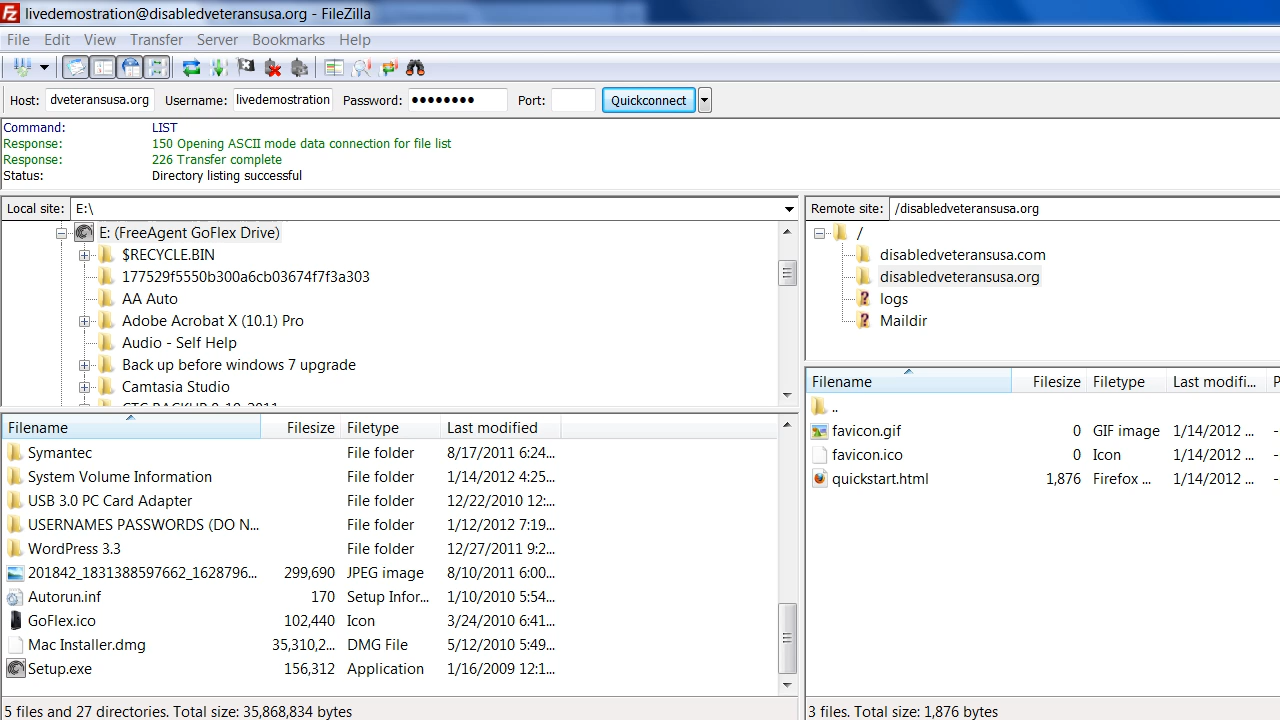 livedemostration@disabledveteransusa.org - FileZilla
File Edit View Transfer Server Bookmarks Help
Host: dveteransusa.org Username: livedemostration Password: ●●●●●●●● Port: Quickconnect
Command: LIST
Response: 150 Opening ASCII mode data connection for file list
Response: 226 Transfer complete
Status: Directory listing successful
Local site: E:\
E: (FreeAgent GoFlex Drive)
$RECYCLE.BIN
177529f5550b300a6cb03674f7f3a303
AA Auto
Adobe Acrobat X (10.1) Pro
Audio - Self Help
Back up before windows 7 upgrade
Camtasia Studio
Filename Filesize Filetype Last modified
Symantec File folder 8/17/2011 6:24...
System Volume Information File folder 1/14/2012 4:25...
USB 3.0 PC Card Adapter File folder 12/22/2010 12:...
USERNAMES PASSWORDS (DO N... File folder 1/12/2012 7:19...
WordPress 3.3 File folder 12/27/2011 9:2...
201842_1831388597662_1628796... 299,690 JPEG image 8/10/2011 6:00...
Autorun.inf 170 Setup Infor... 1/10/2010 5:54...
GoFlex.ico 102,440 Icon 3/24/2010 6:41...
Mac Installer.dmg 35,310,2... DMG File 5/12/2010 5:49...
Setup.exe 156,312 Application 1/16/2009 12:1...
5 files and 27 directories. Total size: 35,868,834 bytes
Remote site: /disabledveteransusa.org
/
disabledveteransusa.com
disabledveteransusa.org
logs
Maildir
Filename Filesize Filetype Last modifi... P
..
favicon.gif 0 GIF image 1/14/2012 ... -
favicon.ico 0 Icon 1/14/2012 ... -
quickstart.html 1,876 Firefox ... 1/14/2012 ... -
3 files. Total size: 1,876 bytes